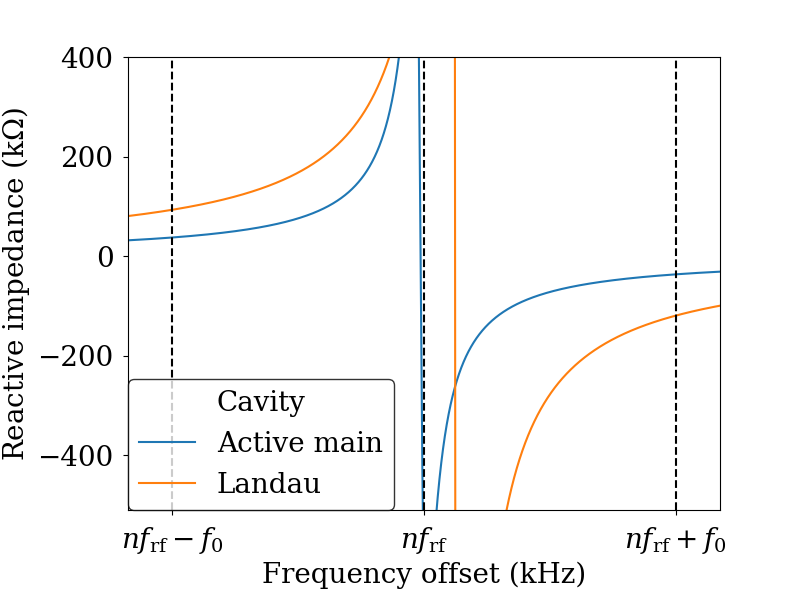 400
200
0
−200
−400
Reactive impedance (kΩ)
Cavity
Active main
Landau
nf_rf − f_0
nf_rf
nf_rf + f_0
Frequency offset (kHz)